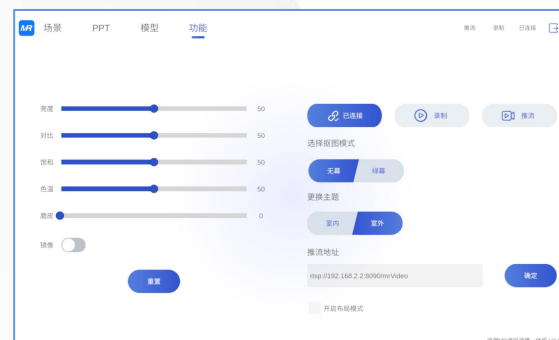 MR 场景 PPT 模型 功能 推流 录制 已连接
亮度 50
对比 50
饱和 50
色温 50
磨皮 0
镜像
重置
已连接 录制 推流
选择抠图模式
无幕 绿幕
更换主题
室内 室外
推流地址
rtsp://192.168.2.2:8090/mrVideo 确定
开启布局模式